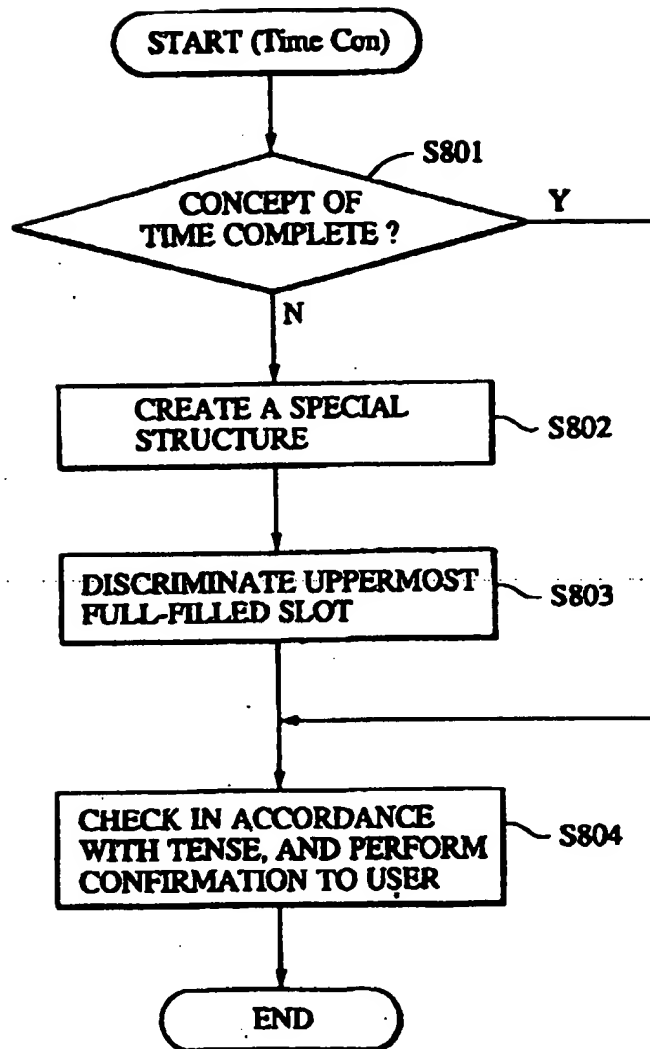 START (Time Con)
S801
CONCEPT OF
TIME COMPLETE ?
Y
N
CREATE A SPECIAL
STRUCTURE
S802
DISCRIMINATE UPPERMOST
FULL-FILLED SLOT
S803
CHECK IN ACCORDANCE
WITH TENSE, AND PERFORM
CONFIRMATION TO USER
S804
END